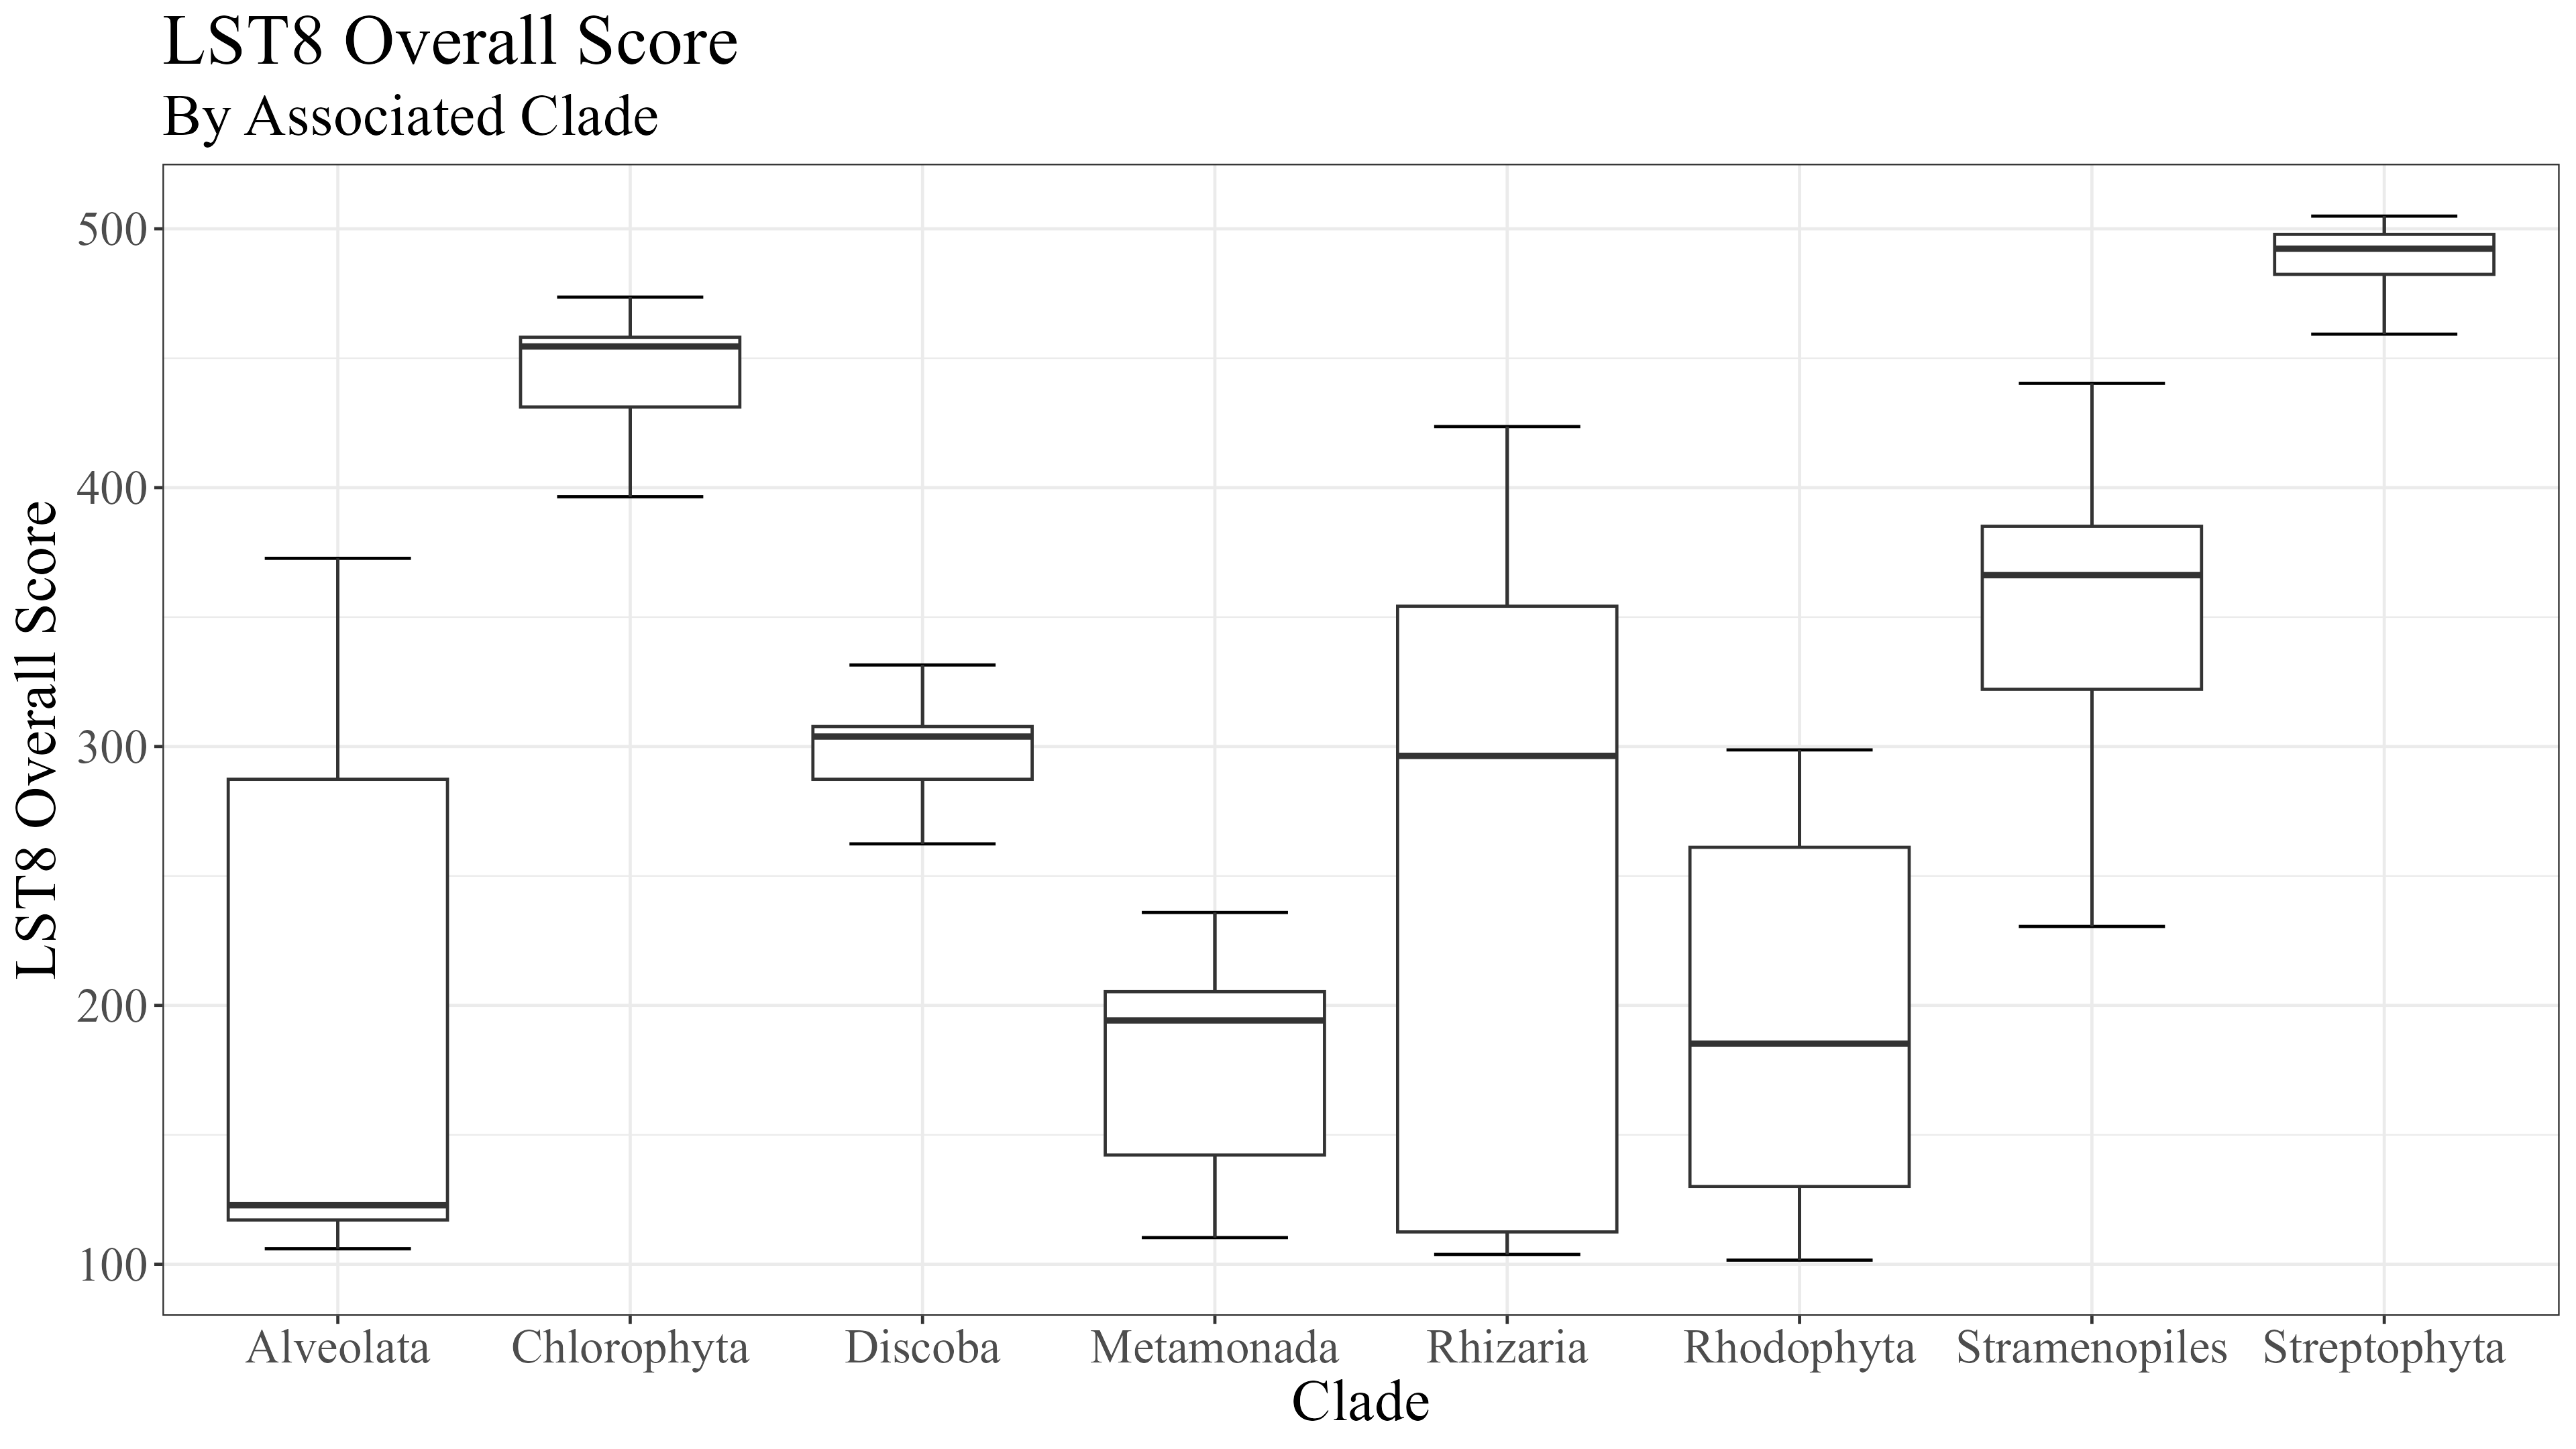 LST8 Overall Score
By Associated Clade
LST8 Overall Score
500
400
300
200
100
Alveolata Chlorophyta Discoba Metamonada Rhizaria Rhodophyta Stramenopiles Streptophyta
Clade